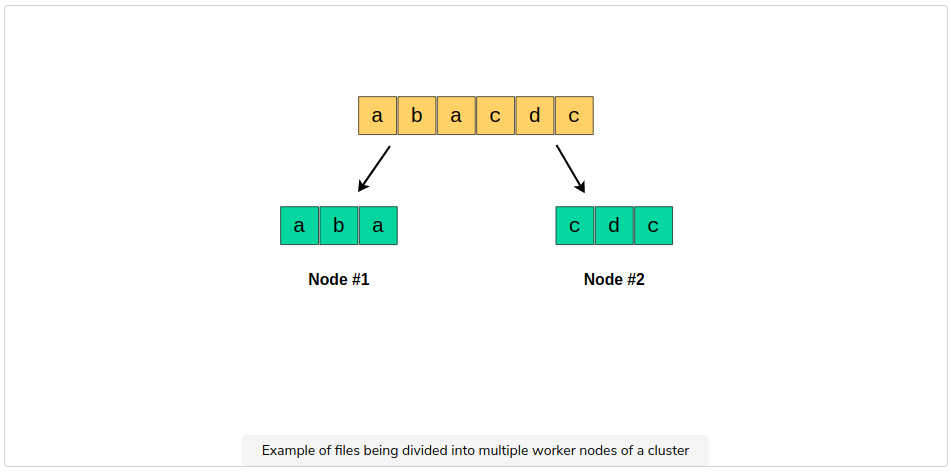 a b a c d c
a b a
c d c
Node #1
Node #2
Example of files being divided into multiple worker nodes of a cluster